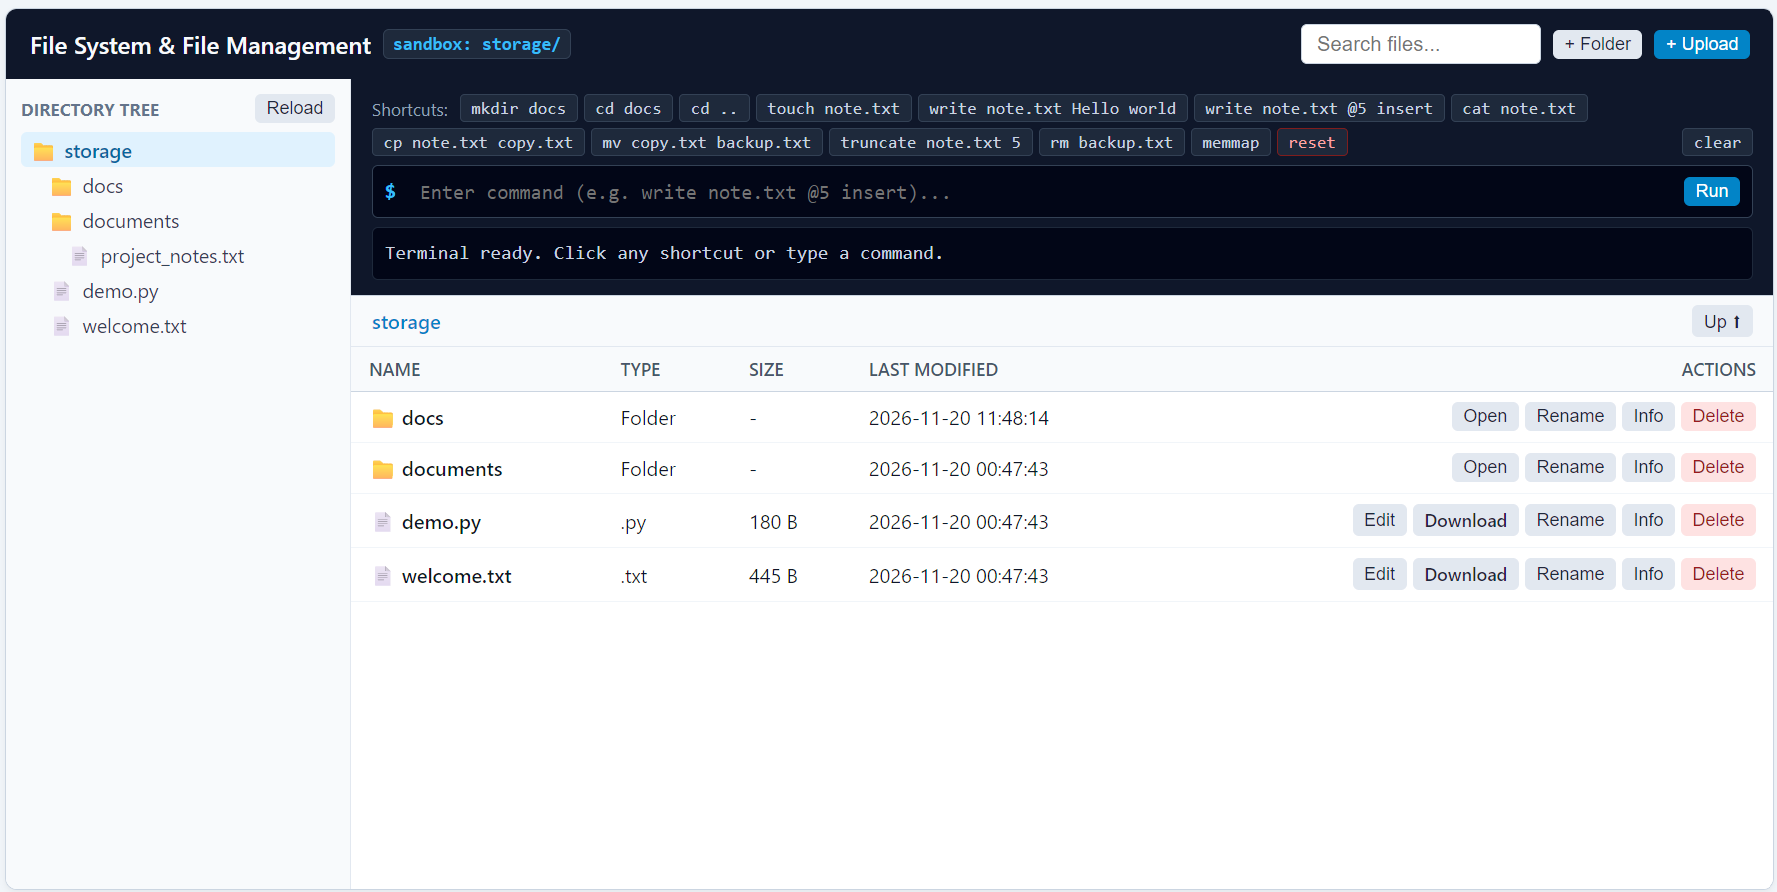 File System & File Management sandbox: storage/ Search files... + Folder + Upload
DIRECTORY TREE Reload
storage
docs
documents
project_notes.txt
demo.py
welcome.txt
Shortcuts: mkdir docs cd docs cd .. touch note.txt write note.txt Hello world write note.txt @5 insert cat note.txt
cp note.txt copy.txt mv copy.txt backup.txt truncate note.txt 5 rm backup.txt memmap reset clear
$ Enter command (e.g. write note.txt @5 insert)... Run
Terminal ready. Click any shortcut or type a command.
storage Up ⭡
NAME TYPE SIZE LAST MODIFIED ACTIONS
docs Folder - 2026-11-20 11:48:14 Open Rename Info Delete
documents Folder - 2026-11-20 00:47:43 Open Rename Info Delete
demo.py .py 180 B 2026-11-20 00:47:43 Edit Download Rename Info Delete
welcome.txt .txt 445 B 2026-11-20 00:47:43 Edit Download Rename Info Delete